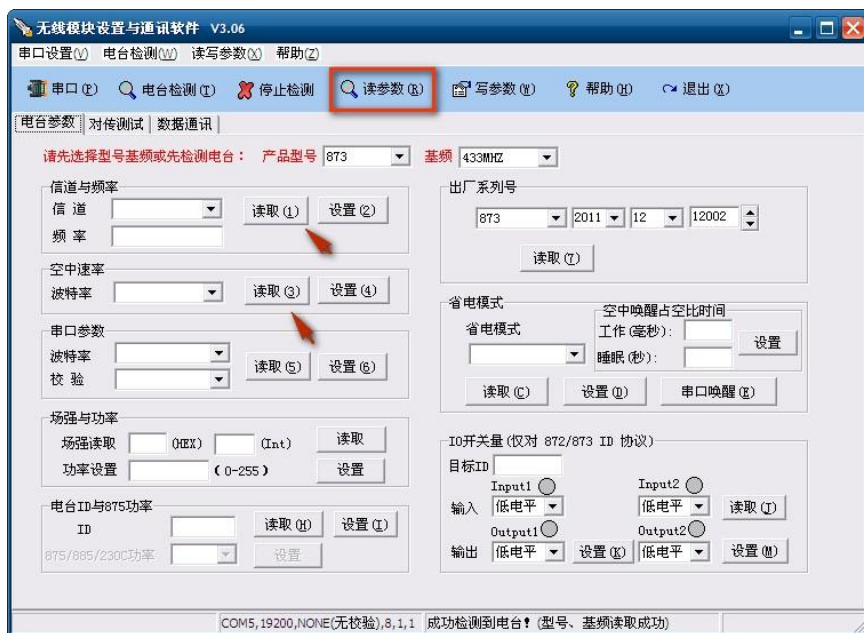 无线模块设置与通讯软件 V3.06
串口设置(V) 电台检测(W) 读写参数(X) 帮助(Z)
串口(P) 电台检测(T) 停止检测 读参数(R) 写参数(W) 帮助(H) 退出(X)
电台参数 对传测试 数据通讯
请先选择型号基频或先检测电台： 产品型号 873 基频 433MHZ
信道与频率
信 道 读取(1) 设置(2)
频 率
空中速率
波特率 读取(3) 设置(4)
串口参数
波特率
校 验
读取(5) 设置(6)
场强与功率
场强读取 (HEX) (Int) 读取
功率设置 (0-255) 设置
电台ID与875功率
ID 读取(H) 设置(I)
875/885/230C功率 设置
出厂系列号
873 2011 12 12002
读取(7)
省电模式
省电模式
空中唤醒占空比时间
工作(毫秒):
睡眠(秒):
设置
读取(C) 设置(D) 串口唤醒(E)
IO开关量(仅对 872/873 ID 协议)
目标ID
Input1 Input2
输入 低电平 低电平 读取(J)
Output1 Output2
输出 低电平 设置(K) 低电平 设置(M)
COM5,19200,NONE(无校验),8,1,1 成功检测到电台! (型号、基频读取成功)